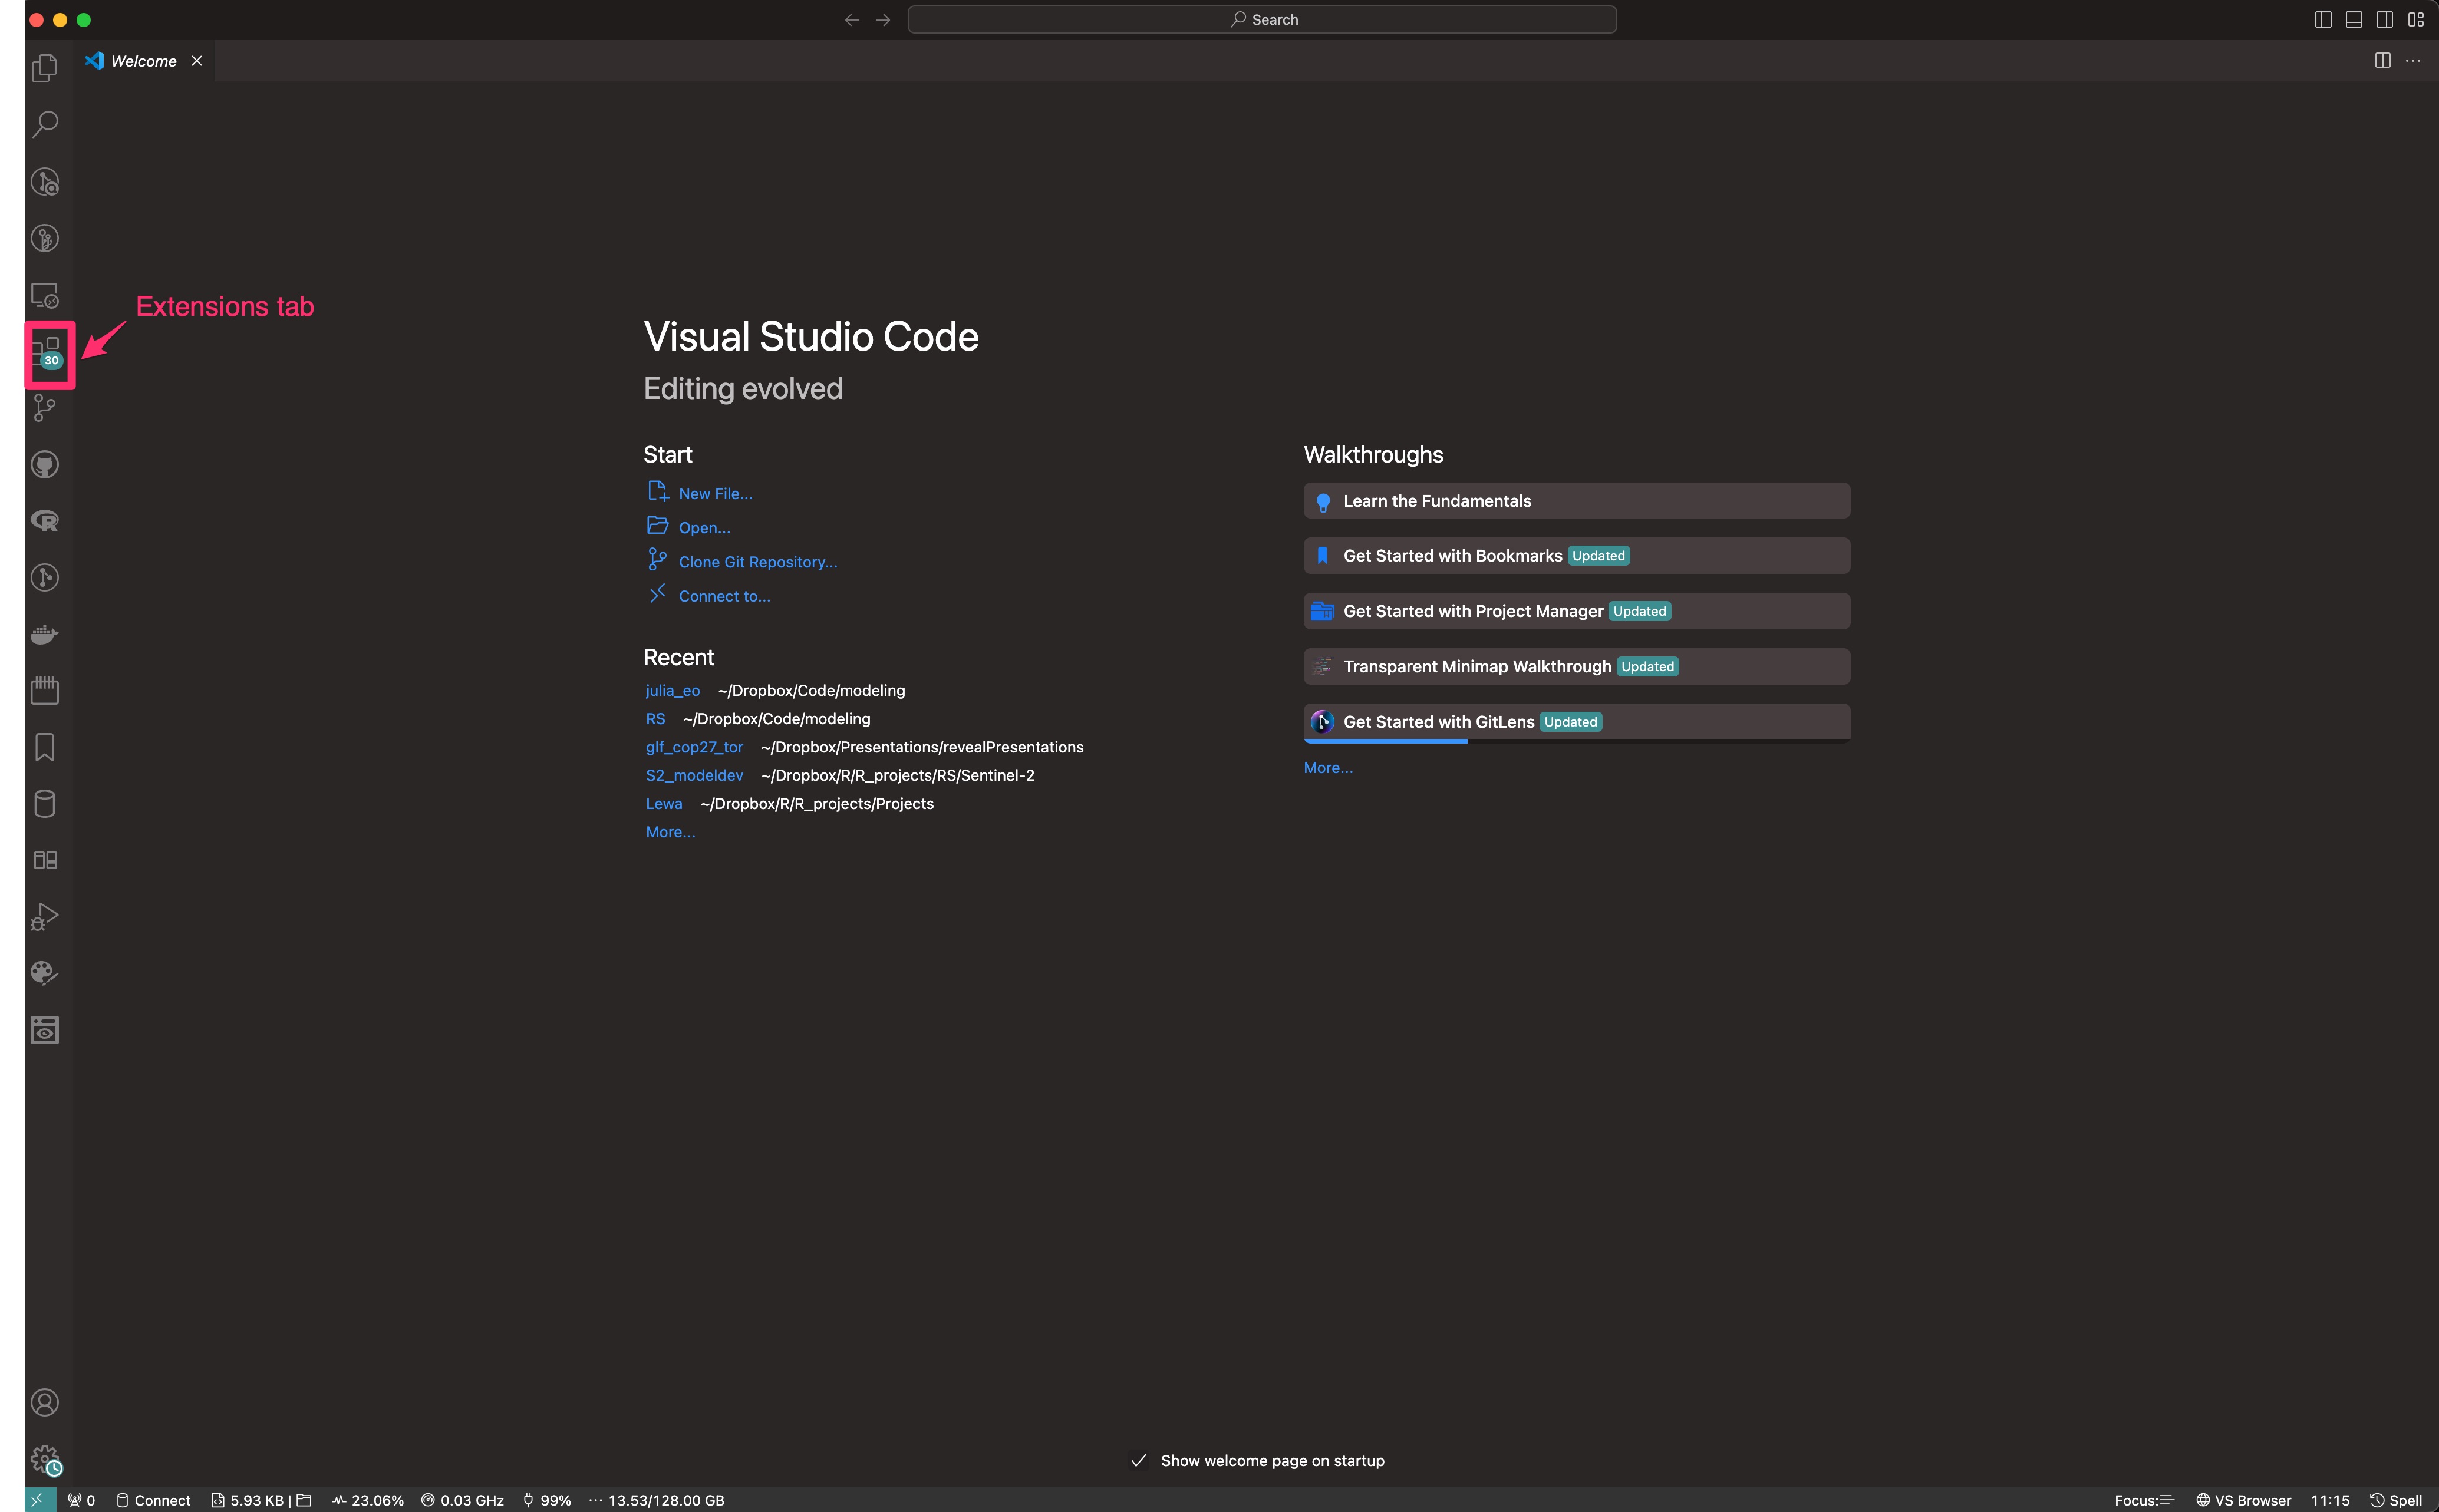 Search
Welcome
Extensions tab
30
Visual Studio Code
Editing evolved
Start
New File...
Open...
Clone Git Repository...
Connect to...
Recent
julia_eo ~/Dropbox/Code/modeling
RS ~/Dropbox/Code/modeling
glf_cop27_tor ~/Dropbox/Presentations/revealPresentations
S2_modeldev ~/Dropbox/R/R_projects/RS/Sentinel-2
Lewa ~/Dropbox/R/R_projects/Projects
More...
Walkthroughs
Learn the Fundamentals
Get Started with Bookmarks Updated
Get Started with Project Manager Updated
Transparent Minimap Walkthrough Updated
Get Started with GitLens Updated
More...
Show welcome page on startup
0 Connect 5.93 KB | 23.06% 0.03 GHz 99% ··· 13.53/128.00 GB Focus: VS Browser 11:15 Spell